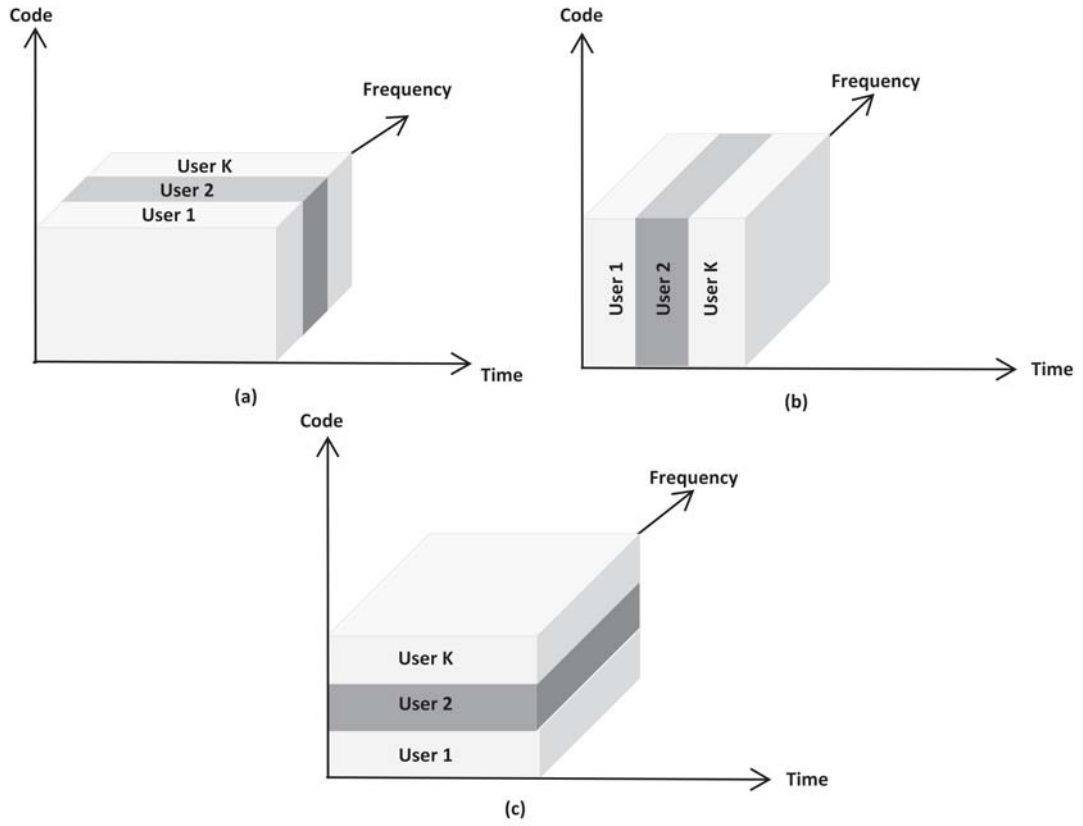 Code
Frequency
User K
User 2
User 1
Time
(a)
Code
Frequency
User 1
User 2
User K
Time
(b)
Code
Frequency
User K
User 2
User 1
Time
(c)